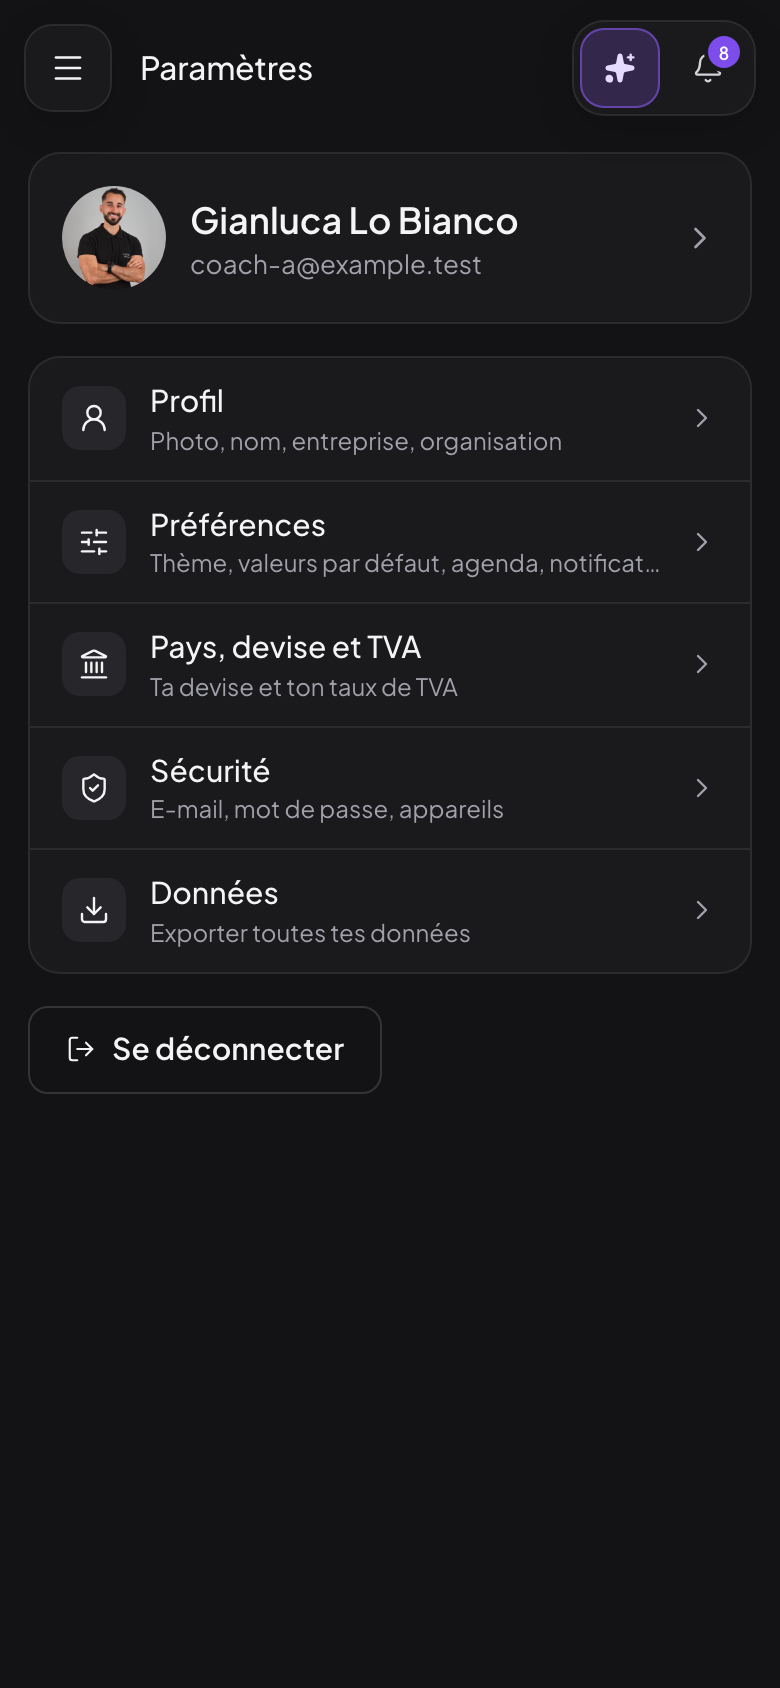 Paramètres
8
Gianluca Lo Bianco
coach-a@example.test
Profil
Photo, nom, entreprise, organisation
Préférences
Thème, valeurs par défaut, agenda, notificat…
Pays, devise et TVA
Ta devise et ton taux de TVA
Sécurité
E-mail, mot de passe, appareils
Données
Exporter toutes tes données
Se déconnecter